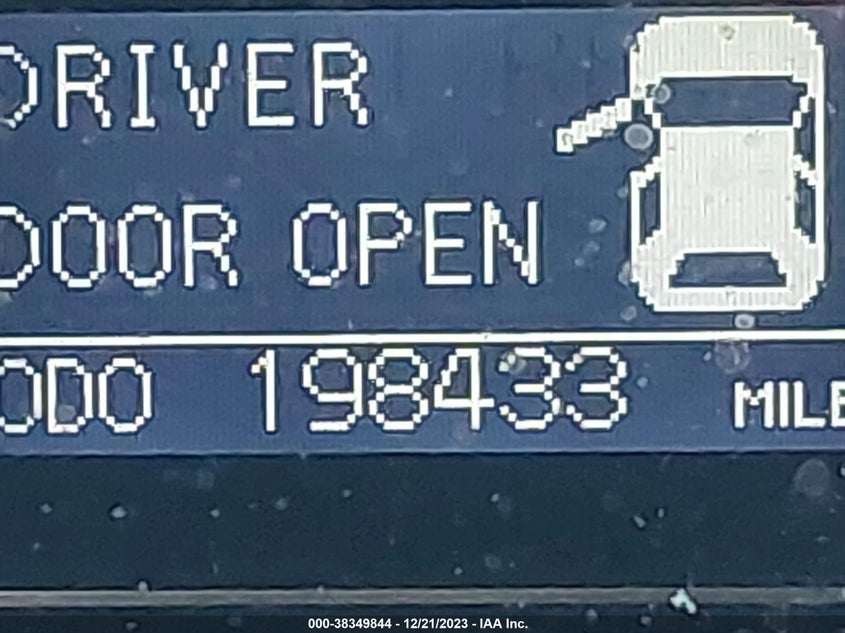 DRIVER
DOOR OPEN
ODO 198433 MILE
000-38349844 - 12/21/2023 - IAA Inc.